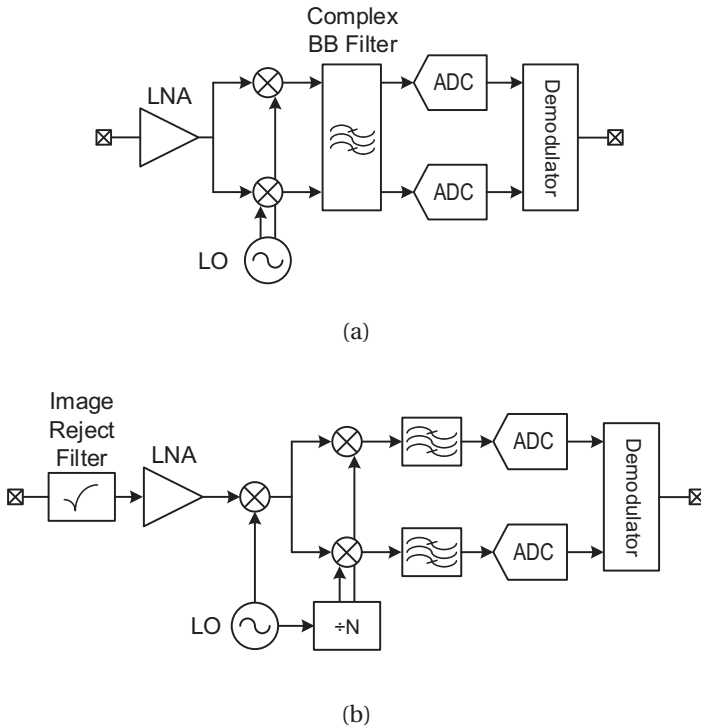 Complex
BB Filter
LNA
ADC
ADC
Demodulator
LO
(a)
Image
Reject
Filter
LNA
ADC
ADC
Demodulator
LO
÷N
(b)